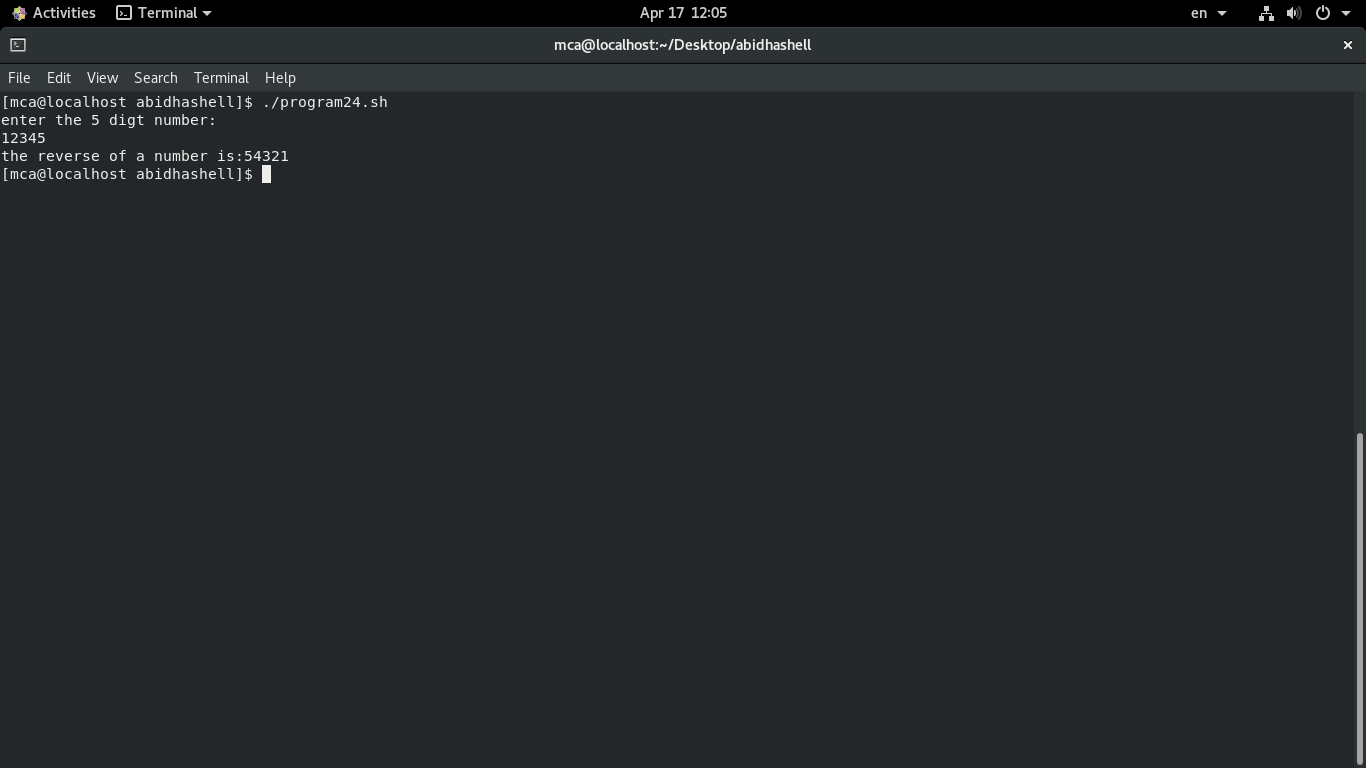 Activities Terminal Apr 17 12:05 en
mca@localhost:~/Desktop/abidhashell
File Edit View Search Terminal Help
[mca@localhost abidhashell]$ ./program24.sh
enter the 5 digt number:
12345
the reverse of a number is:54321
[mca@localhost abidhashell]$